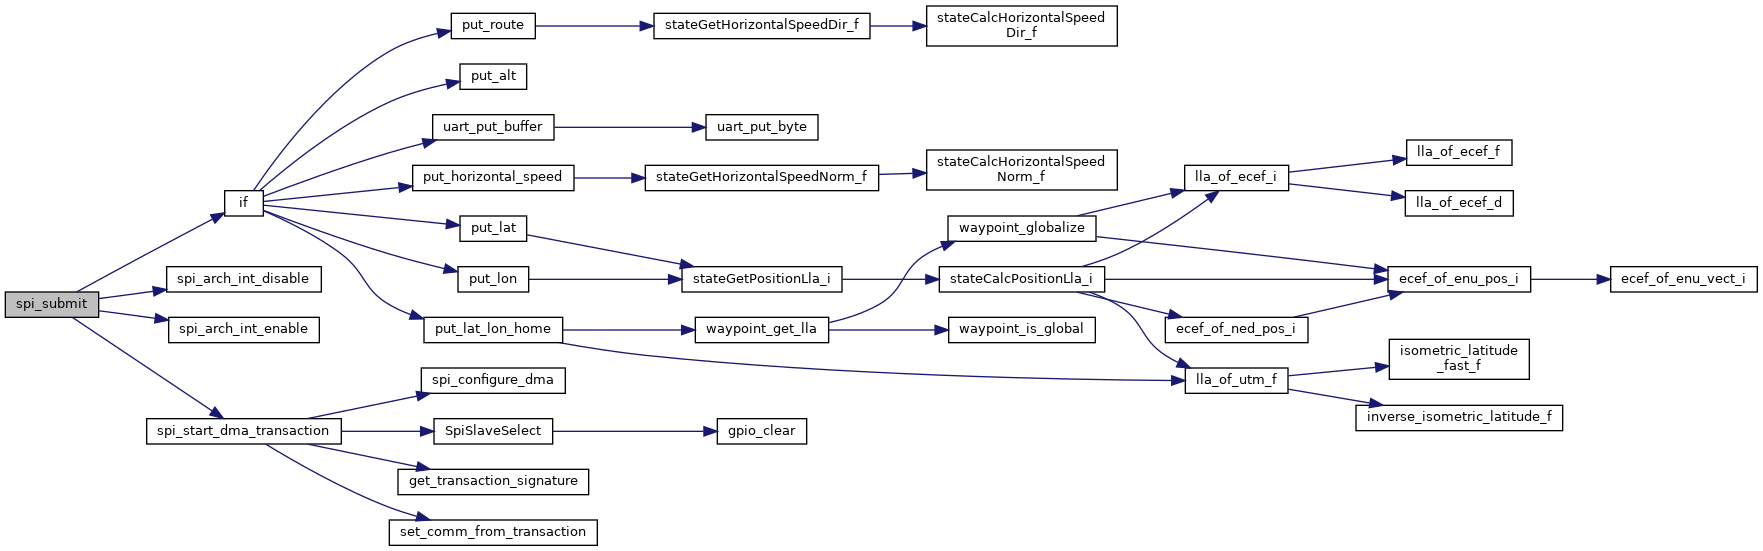 spi_submit
if
spi_arch_int_disable
spi_arch_int_enable
spi_start_dma_transaction
put_route
put_alt
uart_put_buffer
put_horizontal_speed
put_lat
put_lon
put_lat_lon_home
spi_configure_dma
SpiSlaveSelect
get_transaction_signature
set_comm_from_transaction
stateGetHorizontalSpeedDir_f
uart_put_byte
stateGetHorizontalSpeedNorm_f
stateGetPositionLla_i
waypoint_get_lla
gpio_clear
stateCalcHorizontalSpeed
Dir_f
stateCalcHorizontalSpeed
Norm_f
waypoint_globalize
stateCalcPositionLla_i
waypoint_is_global
lla_of_ecef_i
ecef_of_ned_pos_i
lla_of_utm_f
lla_of_ecef_f
lla_of_ecef_d
ecef_of_enu_pos_i
isometric_latitude
_fast_f
inverse_isometric_latitude_f
ecef_of_enu_vect_i